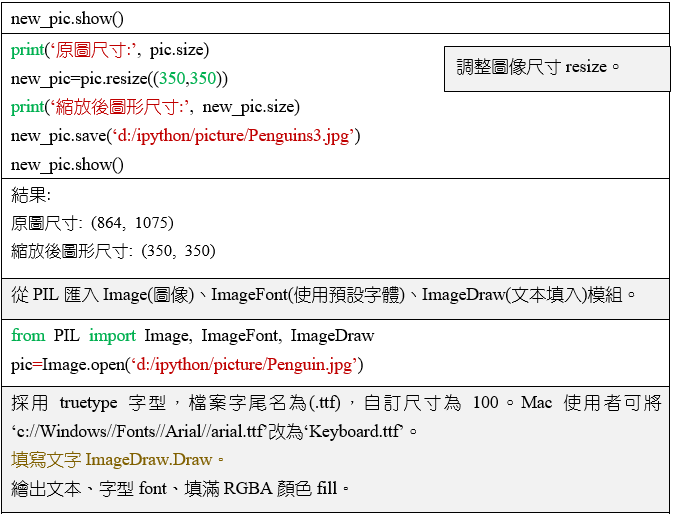 new_pic.show()
print(‘原圖尺寸:’, pic.size)
調整圖像尺寸 resize。
new_pic=pic.resize((350,350))
print(‘縮放後圖形尺寸:’, new_pic.size)
new_pic.save(‘d:/ipython/picture/Penguins3.jpg’)
new_pic.show()
結果:
原圖尺寸: (864, 1075)
縮放後圖形尺寸: (350, 350)
從 PIL 匯入 Image(圖像)、ImageFont(使用預設字體)、ImageDraw(文本填入)模組。
from PIL import Image, ImageFont, ImageDraw
pic=Image.open(‘d:/ipython/picture/Penguin.jpg’)
採用 truetype 字型，檔案字尾名為(.ttf)，自訂尺寸為 100。Mac 使用者可將
‘c://Windows//Fonts//Arial//arial.ttf’改為‘Keyboard.ttf’。
填寫文字 ImageDraw.Draw。
繪出文本、字型 font、填滿 RGBA 顏色 fill。